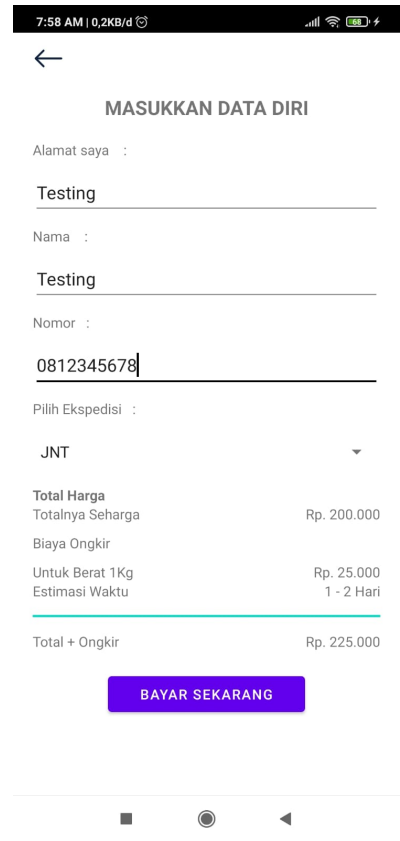 7:58 AM | 0,2KB/d
68
MASUKKAN DATA DIRI
Alamat saya :
Testing
Nama :
Testing
Nomor :
0812345678
Pilih Ekspedisi :
JNT
Total Harga
Totalnya Seharga Rp. 200.000
Biaya Ongkir
Untuk Berat 1Kg Rp. 25.000
Estimasi Waktu 1 - 2 Hari
Total + Ongkir Rp. 225.000
BAYAR SEKARANG